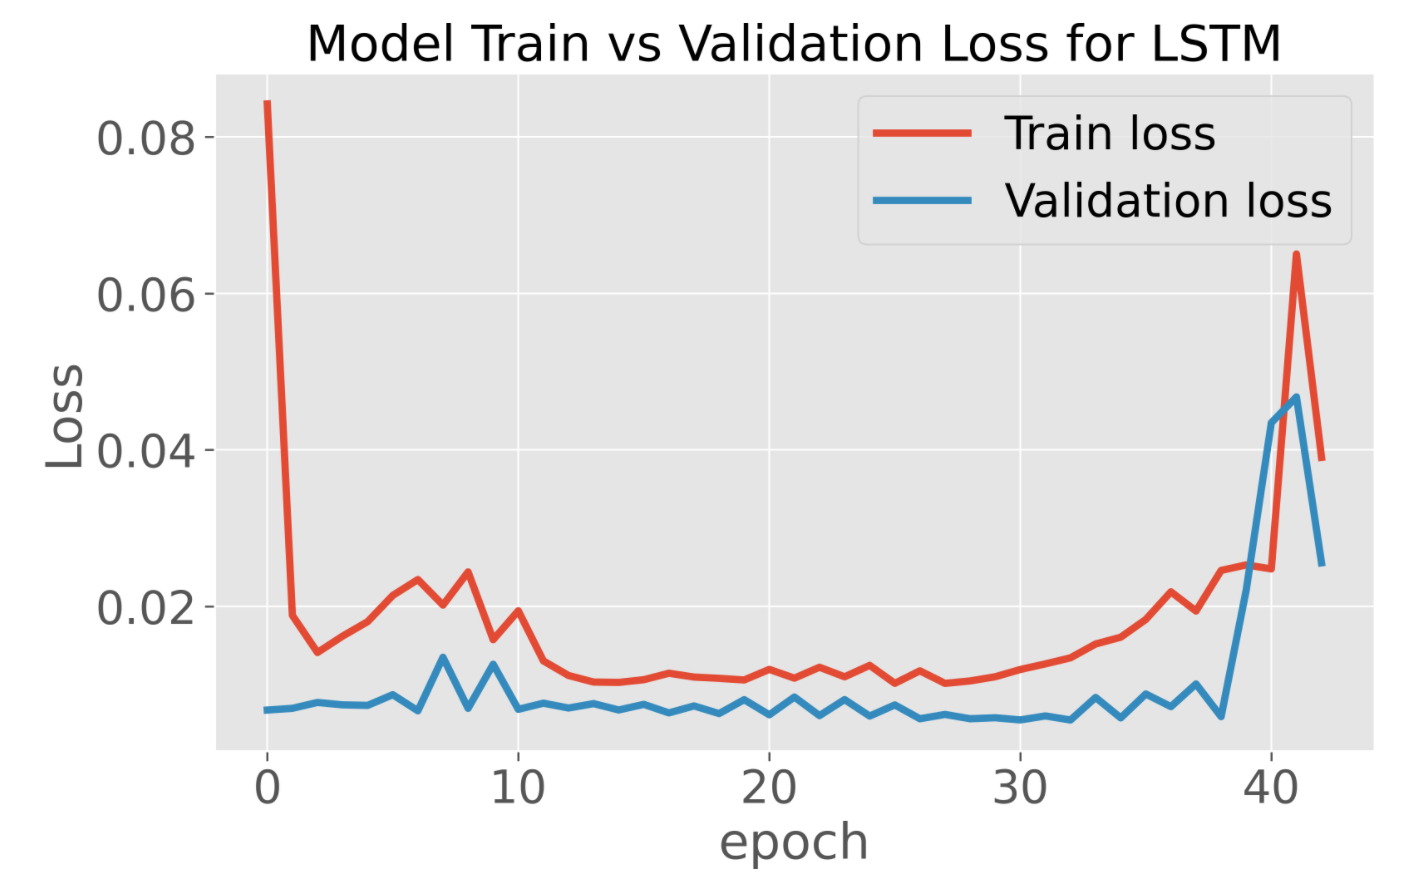 Model Train vs Validation Loss for LSTM
Train loss
Validation loss
0.08
0.06
0.04
0.02
Loss
0 10 20 30 40
epoch